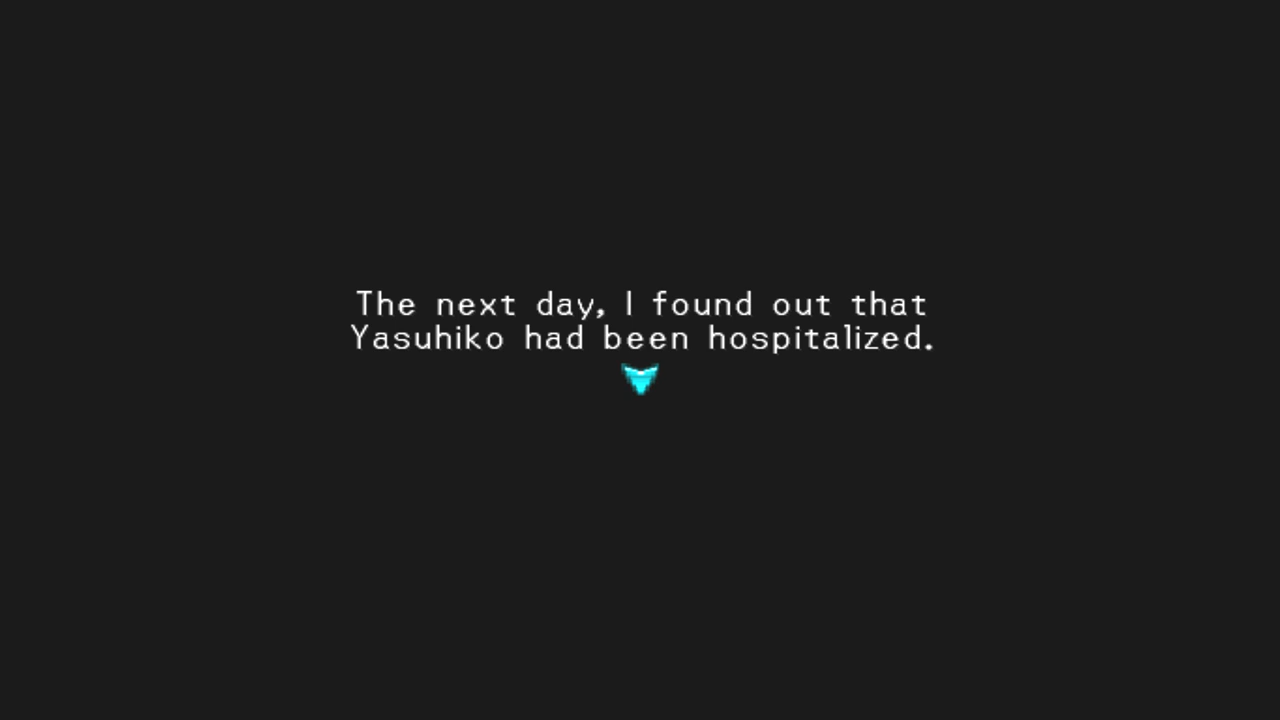 The next day, I found out that
Yasuhiko had been hospitalized.